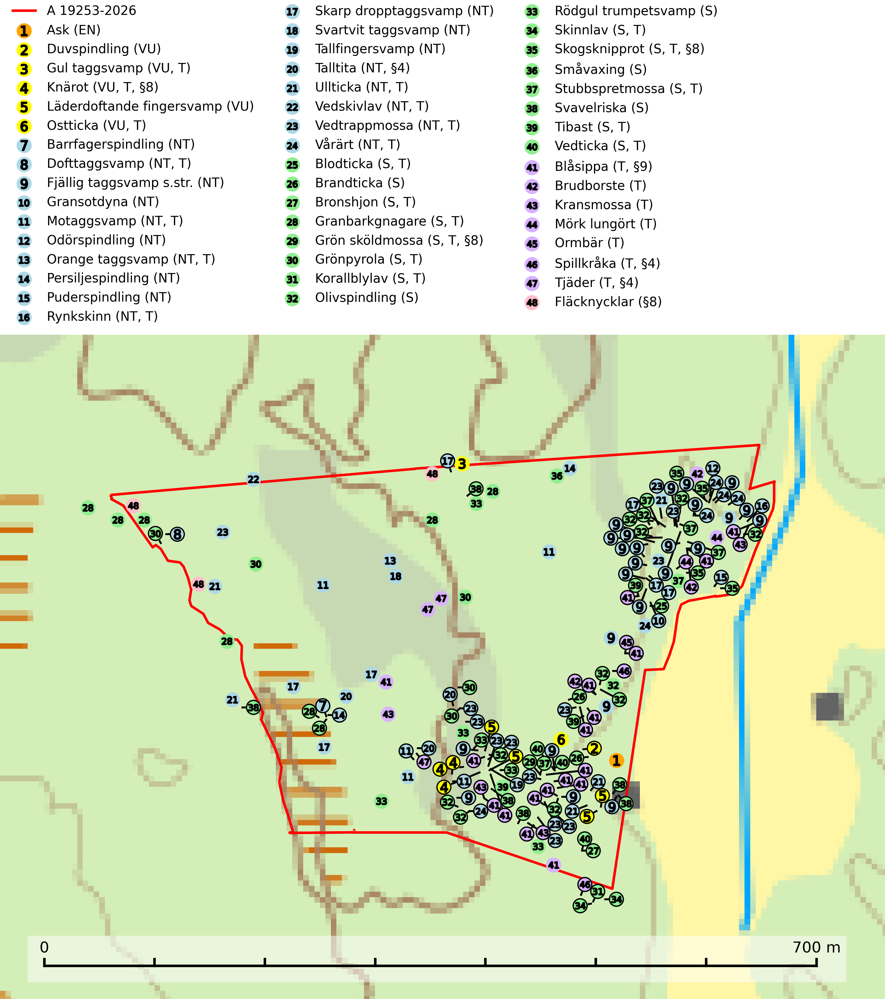 A 19253-2026
1 Ask (EN)
2 Duvspindling (VU)
3 Gul taggsvamp (VU, T)
4 Knärot (VU, T, §8)
5 Läderdoftande fingersvamp (VU)
6 Ostticka (VU, T)
7 Barrfagerspindling (NT)
8 Dofttaggsvamp (NT, T)
9 Fjällig taggsvamp s.str. (NT)
10 Gransotdyna (NT)
11 Motaggsvamp (NT, T)
12 Odörspindling (NT)
13 Orange taggsvamp (NT, T)
14 Persiljespindling (NT)
15 Puderspindling (NT)
16 Rynkskinn (NT, T)
17 Skarp dropptaggsvamp (NT)
18 Svartvit taggsvamp (NT)
19 Tallfingersvamp (NT)
20 Talltita (NT, §4)
21 Ullticka (NT, T)
22 Vedskivlav (NT, T)
23 Vedtrappmossa (NT, T)
24 Vårärt (NT, T)
25 Blodticka (S, T)
26 Brandticka (S)
27 Bronshjon (S, T)
28 Granbarkgnagare (S, T)
29 Grön sköldmossa (S, T, §8)
30 Grönpyrola (S, T)
31 Korallblylav (S, T)
32 Olivspindling (S)
33 Rödgul trumpetsvamp (S)
34 Skinnlav (S, T)
35 Skogsknipprot (S, T, §8)
36 Småvaxing (S)
37 Stubbspretmossa (S, T)
38 Svavelriska (S)
39 Tibast (S, T)
40 Vedticka (S, T)
41 Blåsippa (T, §9)
42 Brudborste (T)
43 Kransmossa (T)
44 Mörk lungört (T)
45 Ormbär (T)
46 Spillkråka (T, §4)
47 Tjäder (T, §4)
48 Fläcknycklar (§8)
0 700 m